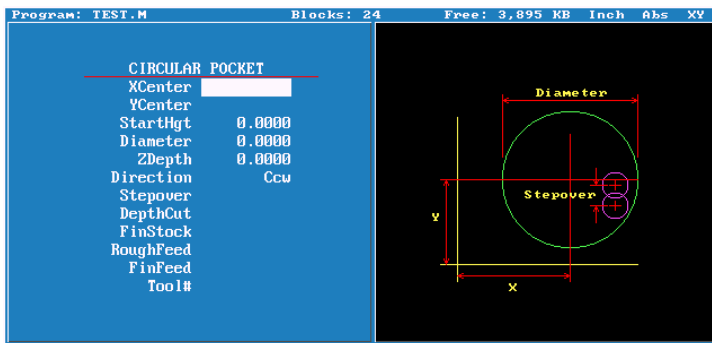 Program: TEST.M Blocks: 24 Free: 3,895 KB Inch Abs XY
CIRCULAR POCKET
XCenter
YCenter
StartHgt 0.0000
Diameter 0.0000
ZDepth 0.0000
Direction Ccw
Stepover
DepthCut
FinStock
RoughFeed
FinFeed
Tool#
Diameter
Stepover
Y
X